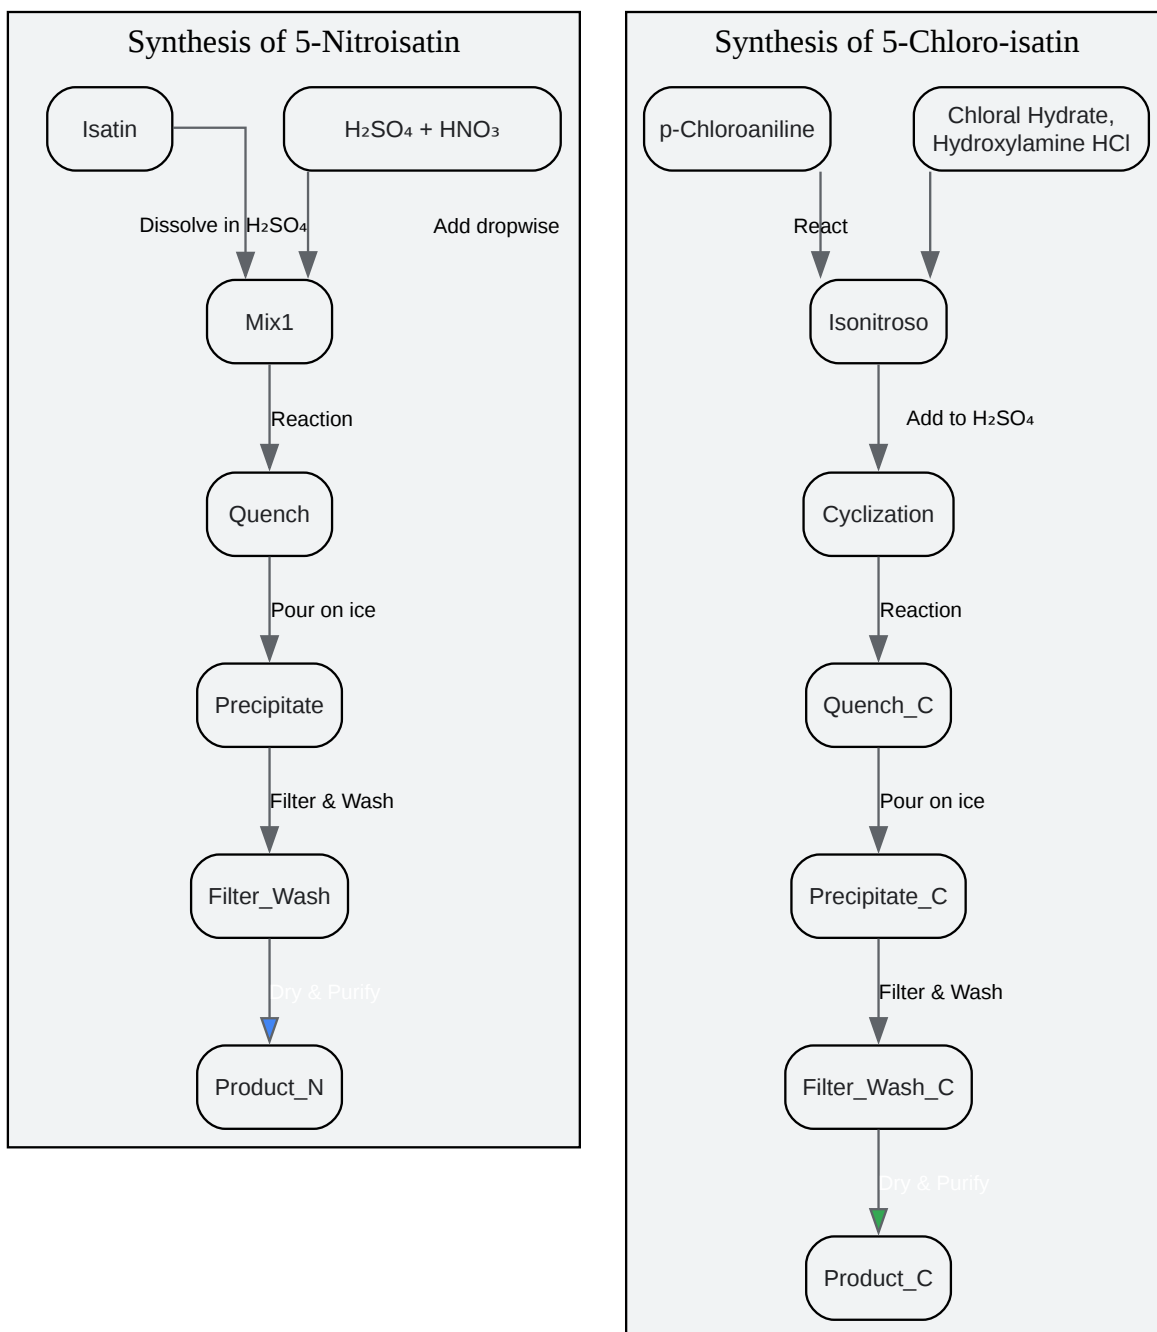 Synthesis of 5-Nitroisatin
Isatin
H₂SO₄ + HNO₃
Dissolve in H₂SO₄
Add dropwise
Mix1
Reaction
Quench
Pour on ice
Precipitate
Filter & Wash
Filter_Wash
Dry & Purify
Product_N
Synthesis of 5-Chloro-isatin
p-Chloroaniline
Chloral Hydrate,
Hydroxylamine HCl
React
Isonitroso
Add to H₂SO₄
Cyclization
Reaction
Quench_C
Pour on ice
Precipitate_C
Filter & Wash
Filter_Wash_C
Dry & Purify
Product_C